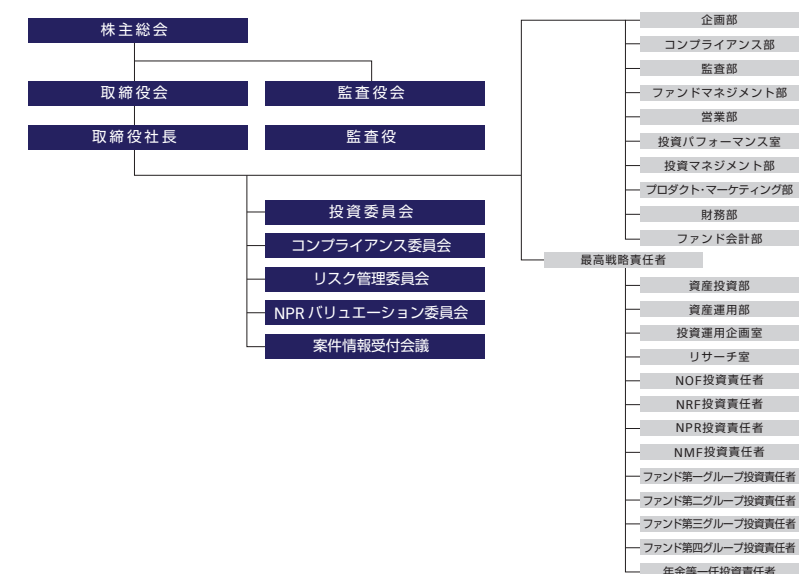 株主総会
取締役会
監査役会
取締役社長
監査役
投資委員会
コンプライアンス委員会
リスク管理委員会
NPR バリュエーション委員会
案件情報受付会議
企画部
コンプライアンス部
監査部
ファンドマネジメント部
営業部
投資パフォーマンス室
投資マネジメント部
プロダクト・マーケティング部
財務部
ファンド会計部
最高戦略責任者
資産投資部
資産運用部
投資運用企画室
リサーチ室
NOF投資責任者
NRF投資責任者
NPR投資責任者
NMF投資責任者
ファンド第一グループ投資責任者
ファンド第二グループ投資責任者
ファンド第三グループ投資責任者
ファンド第四グループ投資責任者
年金等一任投資責任者